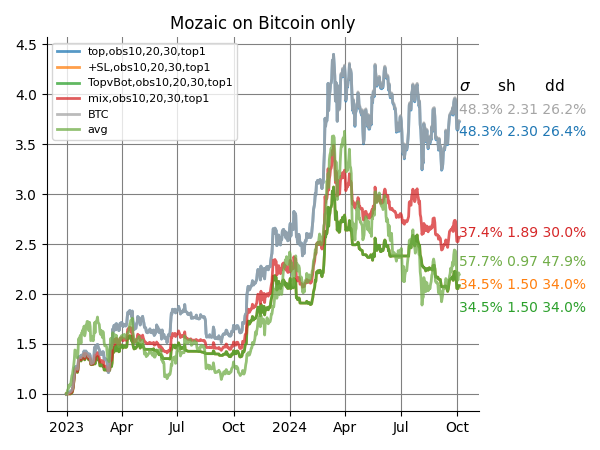 Mozaic on Bitcoin only
4.5
4.0
3.5
3.0
2.5
2.0
1.5
1.0
top,obs10,20,30,top1
+SL,obs10,20,30,top1
TopvBot,obs10,20,30,top1
mix,obs10,20,30,top1
BTC
avg
σ sh dd
48.3% 2.31 26.2%
48.3% 2.30 26.4%
37.4% 1.89 30.0%
57.7% 0.97 47.9%
34.5% 1.50 34.0%
34.5% 1.50 34.0%
2023 Apr Jul Oct 2024 Apr Jul Oct